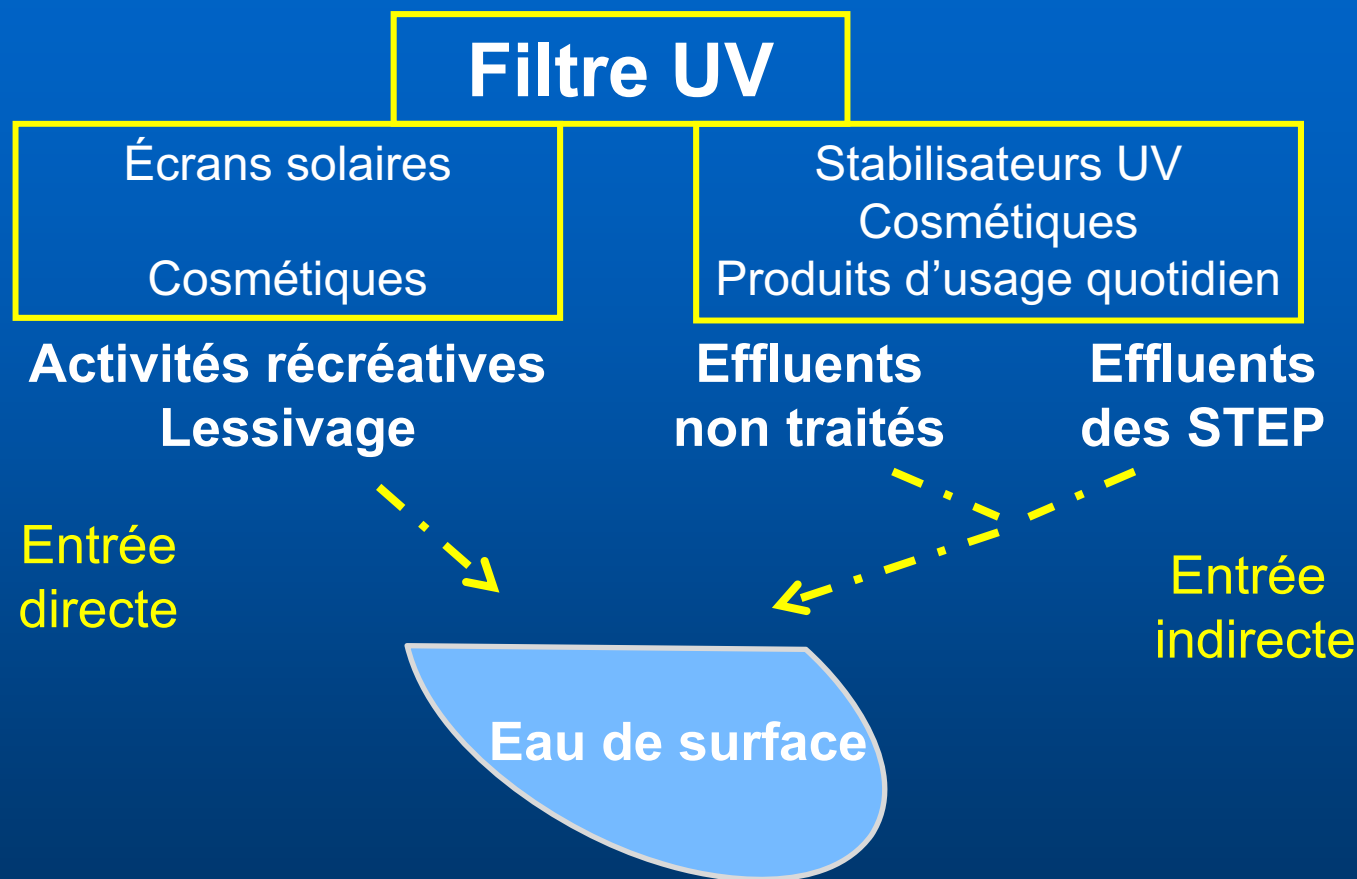 Filtre UV
Écrans solaires
Cosmétiques
Stabilisateurs UV
Cosmétiques
Produits d’usage quotidien
Activités récréatives
Lessivage
Effluents
non traités
Effluents
des STEP
Entrée
directe
Entrée
indirecte
Eau de surface